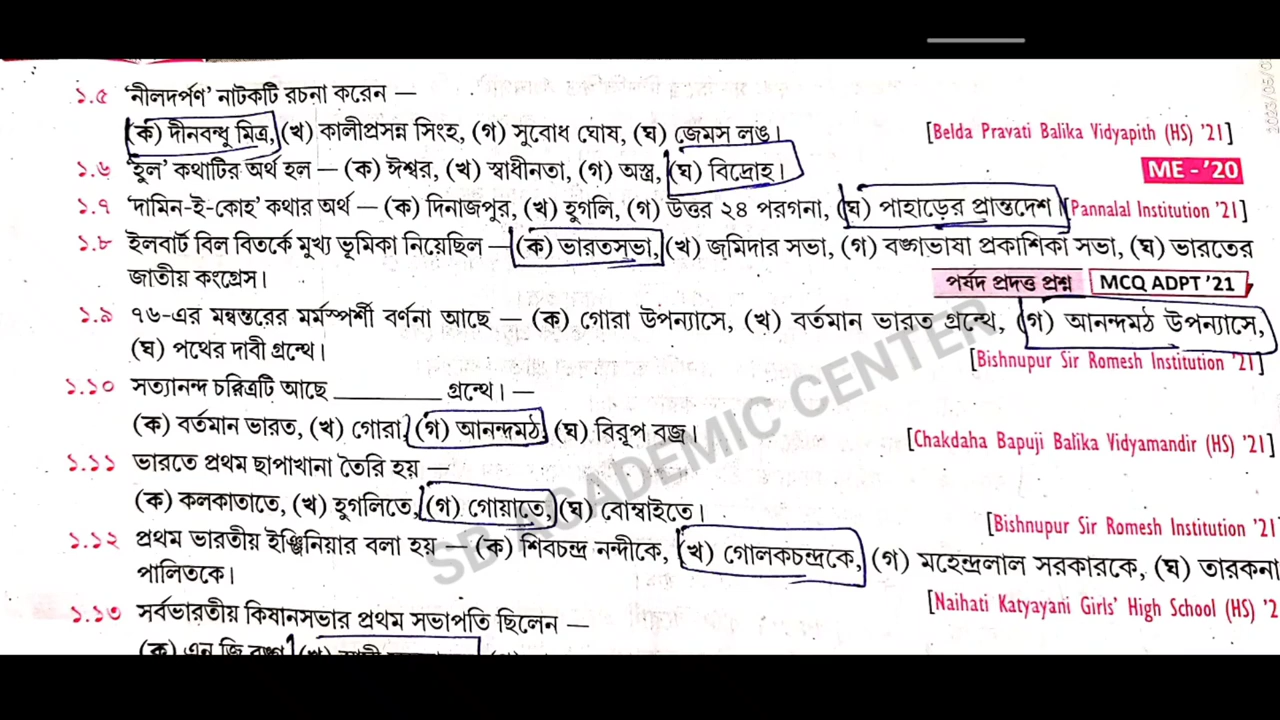 ১.৫ 'নীলদর্পণ' নাটকটি রচনা করেন —
(ক) দীনবন্ধু মিত্র, (খ) কালীপ্রসন্ন সিংহ, (গ) সুবোধ ঘোষ, (ঘ) জেমস লঙ। [Belda Pravati Balika Vidyapith (HS) '21]
১.৬ 'হুল' কথাটির অর্থ হল — (ক) ঈশ্বর, (খ) স্বাধীনতা, (গ) অস্ত্র, (ঘ) বিদ্রোহ। ME - '20
১.৭ 'দামিন-ই-কোহ' কথার অর্থ — (ক) দিনাজপুর, (খ) হুগলি, (গ) উত্তর ২৪ পরগনা, (ঘ) পাহাড়ের প্রান্তদেশ। [Pannalal Institution '21]
১.৮ ইলবার্ট বিল বিতর্কে মুখ্য ভূমিকা নিয়েছিল — (ক) ভারতসভা, (খ) জমিদার সভা, (গ) বঙ্গভাষা প্রকাশিকা সভা, (ঘ) ভারতের
জাতীয় কংগ্রেস। পর্ষদ প্রদত্ত প্রশ্ন MCQ ADPT '21
১.৯ ৭৬-এর মন্বন্তরের মর্মস্পর্শী বর্ণনা আছে — (ক) গোরা উপন্যাসে, (খ) বর্তমান ভারত গ্রন্থে, (গ) আনন্দমঠ উপন্যাসে,
(ঘ) পথের দাবী গ্রন্থে। [Bishnupur Sir Romesh Institution '21]
১.১০ সত্যানন্দ চরিত্রটি আছে __________ গ্রন্থে। —
(ক) বর্তমান ভারত, (খ) গোরা, (গ) আনন্দমঠ, (ঘ) বিরূপ বজ্র। [Chakdaha Bapuji Balika Vidyamandir (HS) '21]
১.১১ ভারতে প্রথম ছাপাখানা তৈরি হয় —
(ক) কলকাতাতে, (খ) হুগলিতে, (গ) গোয়াতে, (ঘ) বোম্বাইতে। [Bishnupur Sir Romesh Institution '21
১.১২ প্রথম ভারতীয় ইঞ্জিনিয়ার বলা হয় — (ক) শিবচন্দ্র নন্দীকে, (খ) গোলকচন্দ্রকে, (গ) মহেন্দ্রলাল সরকারকে, (ঘ) তারকনা
পালিতকে। [Naihati Katyayani Girls' High School (HS) '2
১.১৩ সর্বভারতীয় কিষানসভার প্রথম সভাপতি ছিলেন —
(ক) এন জি রঙ্গ
SB ACADEMIC CENTER